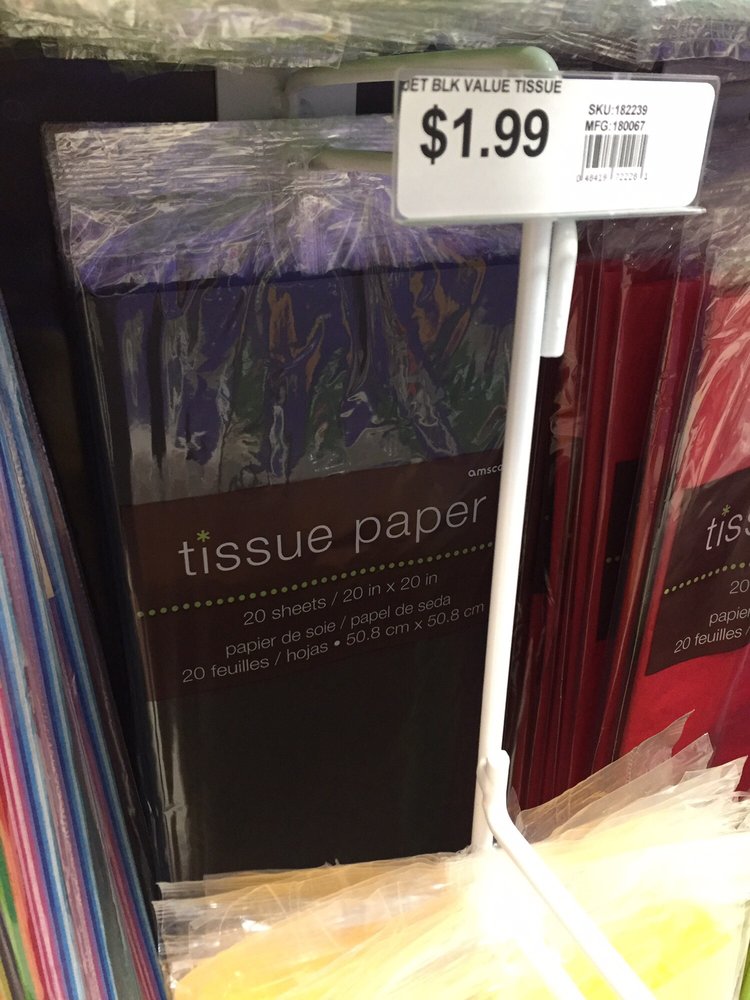 JET BLK VALUE TISSUE
$1.99
SKU:182239
MFG:180067
amsca
tissue paper
20 sheets / 20 in x 20 in
papier de soie / papel de seda
20 feuilles / hojas • 50.8 cm x 50.8 cm
tis
20
papie
20 feuilles /